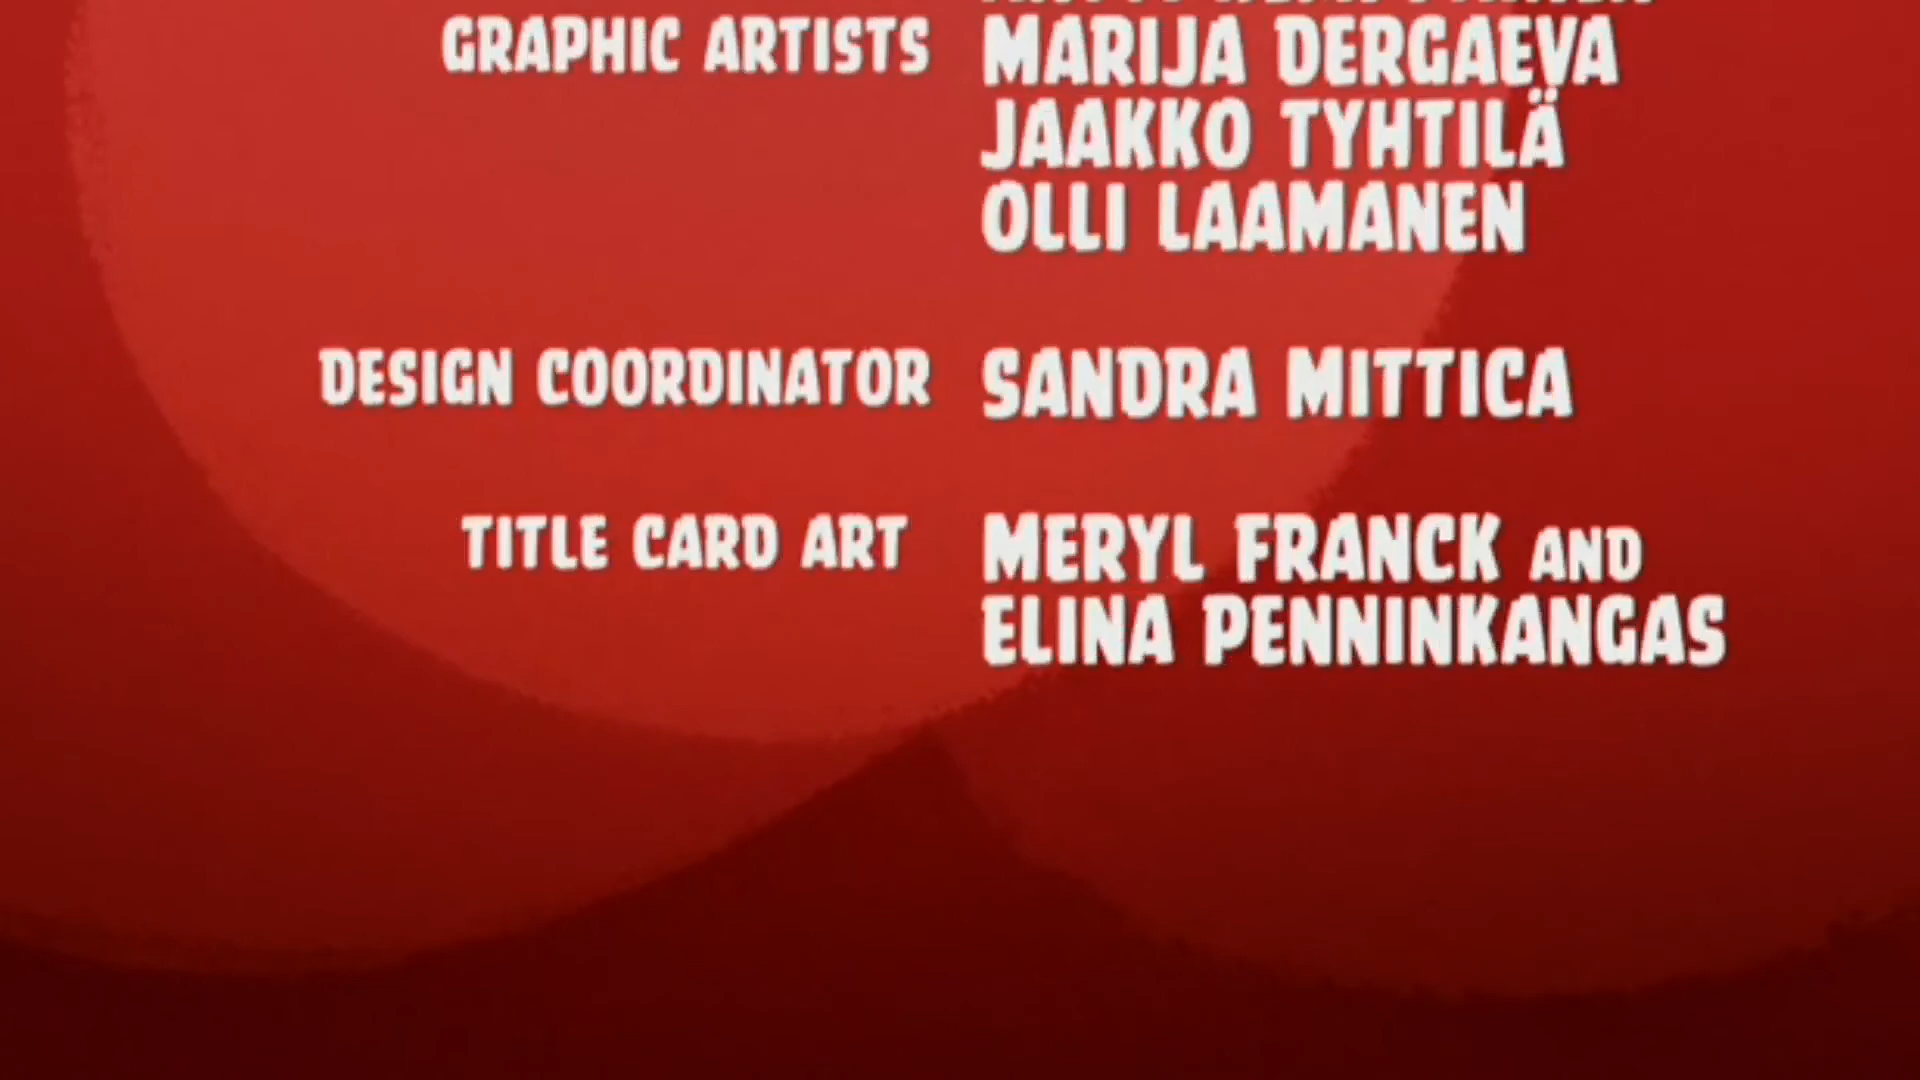 GRAPHIC ARTISTS MARIJA DERGAEVA
JAAKKO TYHTILÄ
OLLI LAAMANEN
DESIGN COORDINATOR SANDRA MITTICA
TITLE CARD ART MERYL FRANCK AND
ELINA PENNINKANGAS